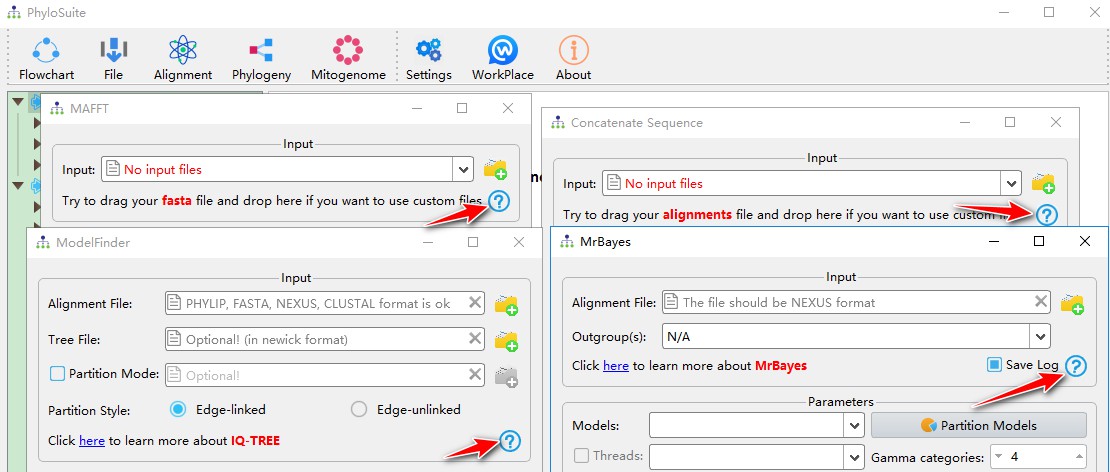 PhyloSuite
Flowchart File Alignment Phylogeny Mitogenome Settings WorkPlace About
MAFFT
Input
Input: No input files
Try to drag your fasta file and drop here if you want to use custom files
Concatenate Sequence
Input
Input: No input files
Try to drag your alignments file and drop here if you want to use custom
ModelFinder
Input
Alignment File: PHYLIP, FASTA, NEXUS, CLUSTAL format is ok
Tree File: Optional! (in newick format)
Partition Mode: Optional!
Partition Style: Edge-linked Edge-unlinked
Click here to learn more about IQ-TREE
MrBayes
Input
Alignment File: The file should be NEXUS format
Outgroup(s): N/A
Click here to learn more about MrBayes Save Log
Parameters
Models: Partition Models
Threads: Gamma categories: 4